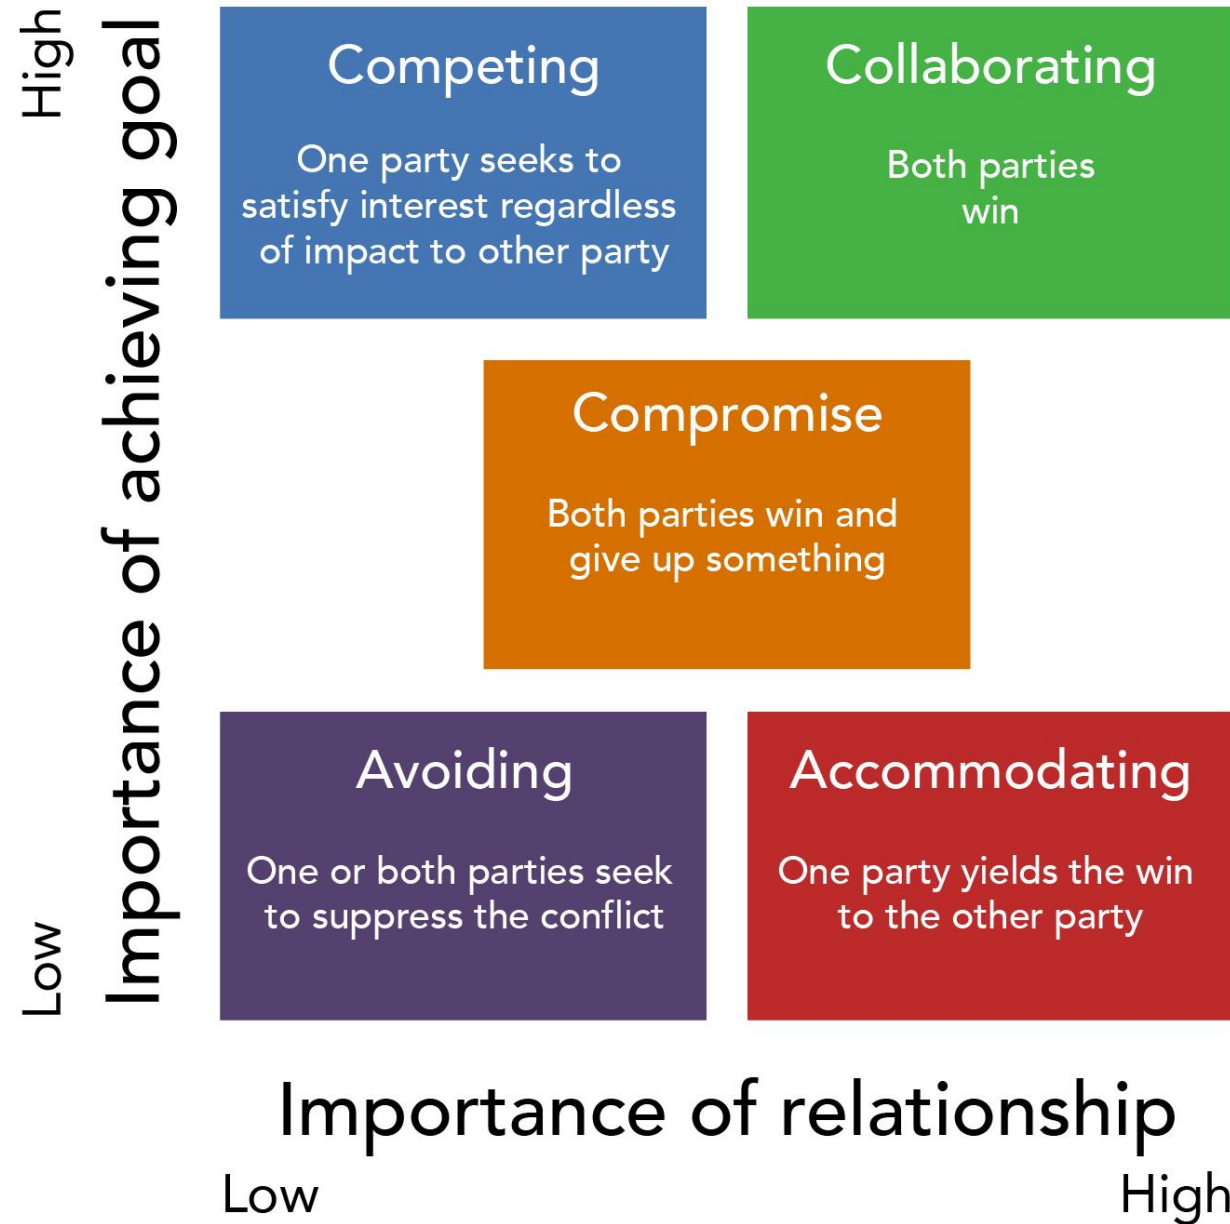 High
Importance of achieving goal
Low
Competing
One party seeks to
satisfy interest regardless
of impact to other party
Collaborating
Both parties
win
Compromise
Both parties win and
give up something
Avoiding
One or both parties seek
to suppress the conflict
Accommodating
One party yields the win
to the other party
Importance of relationship
Low
High